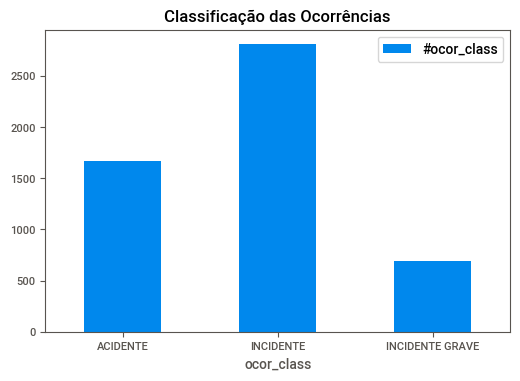 Classificação das Ocorrências
#ocor_class
2500
2000
1500
1000
500
0
ACIDENTE
INCIDENTE
INCIDENTE GRAVE
ocor_class